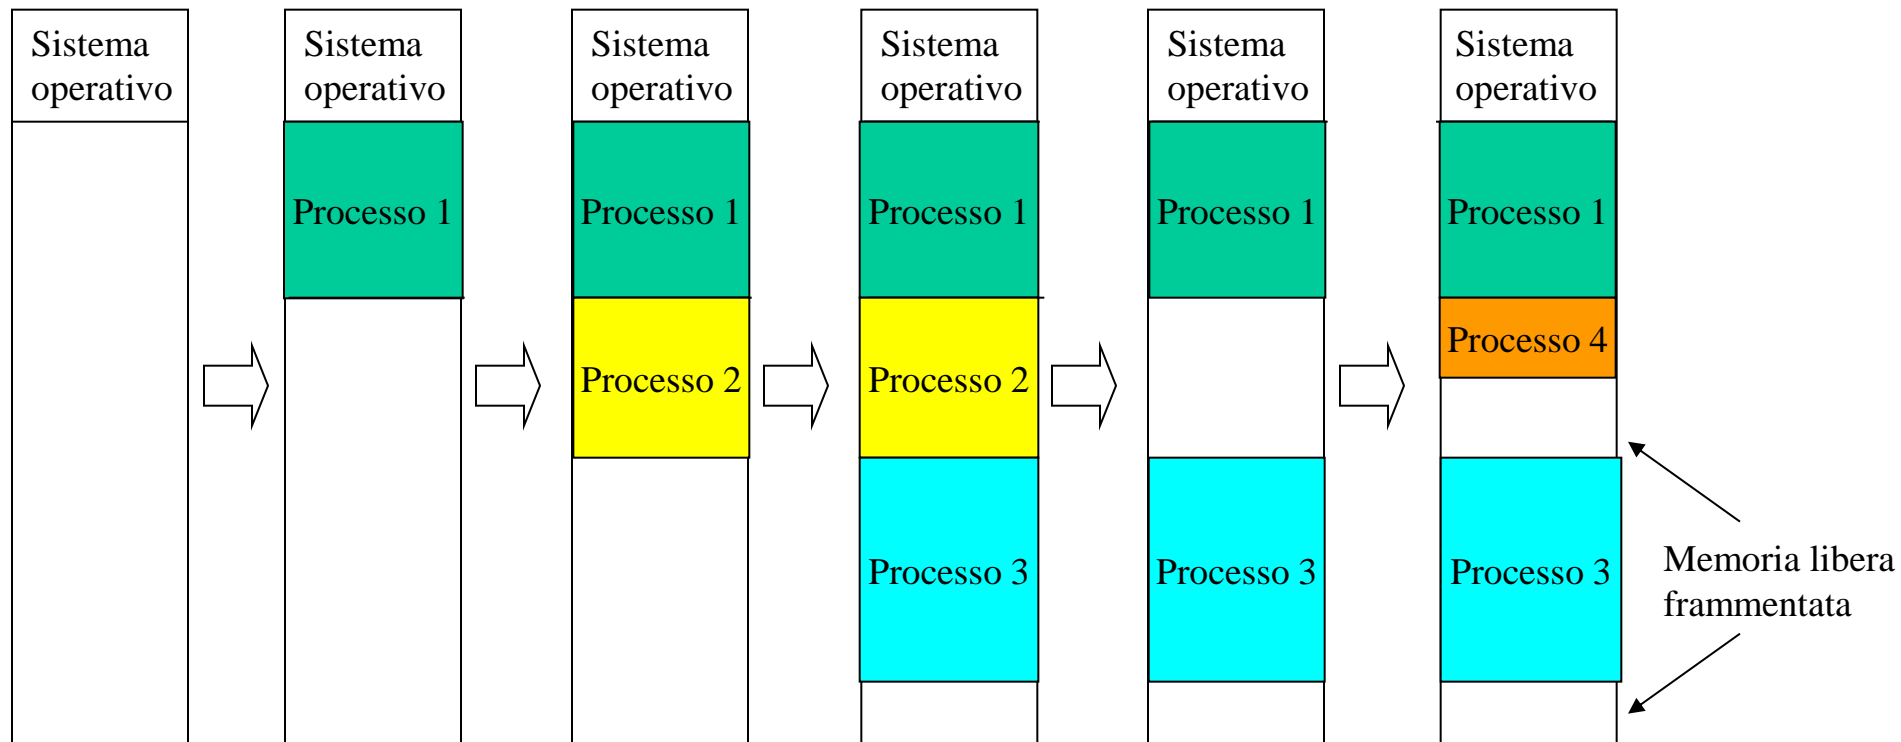 Sistema
operativo
Sistema
operativo
Sistema
operativo
Sistema
operativo
Sistema
operativo
Sistema
operativo
Processo 1
Processo 1
Processo 1
Processo 1
Processo 1
Processo 2
Processo 2
Processo 4
Processo 3
Processo 3
Processo 3
Memoria libera
frammentata